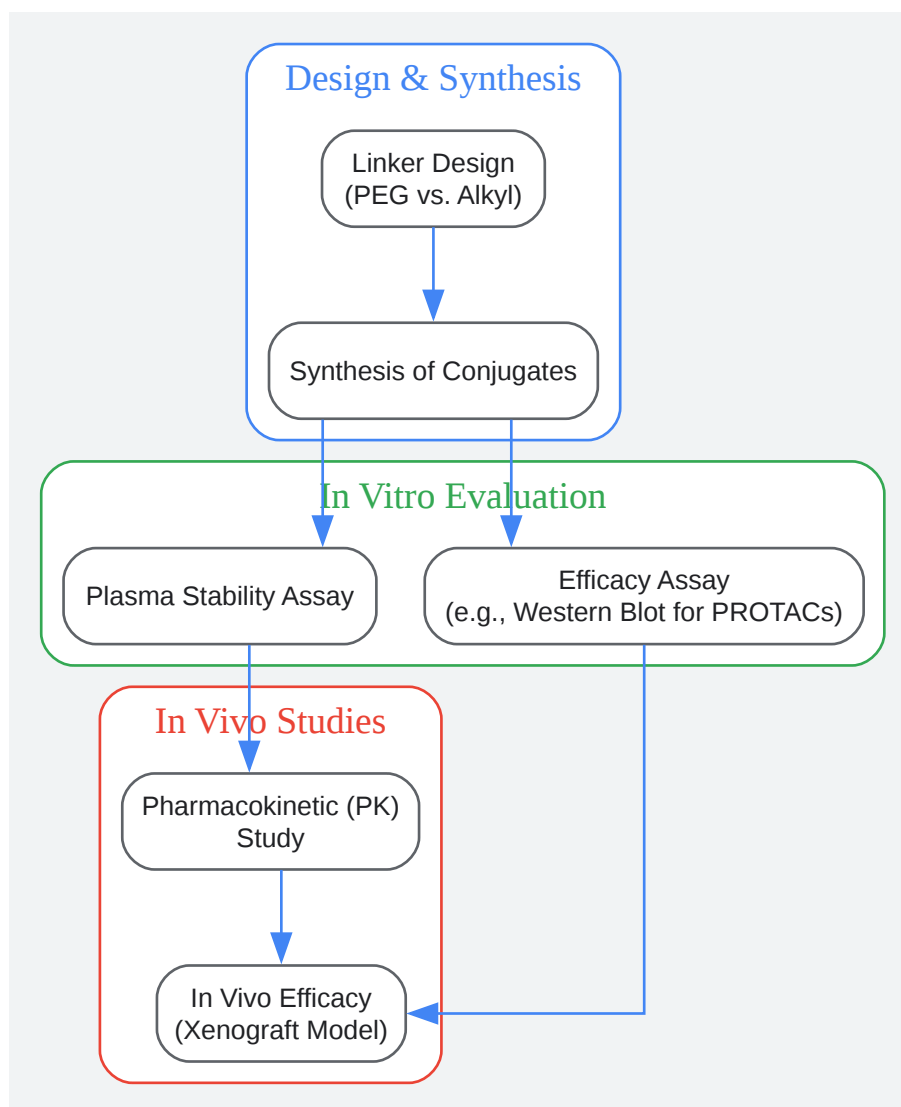 Design & Synthesis
Linker Design
(PEG vs. Alkyl)
Synthesis of Conjugates
In Vitro Evaluation
Plasma Stability Assay
Efficacy Assay
(e.g., Western Blot for PROTACs)
In Vivo Studies
Pharmacokinetic (PK)
Study
In Vivo Efficacy
(Xenograft Model)